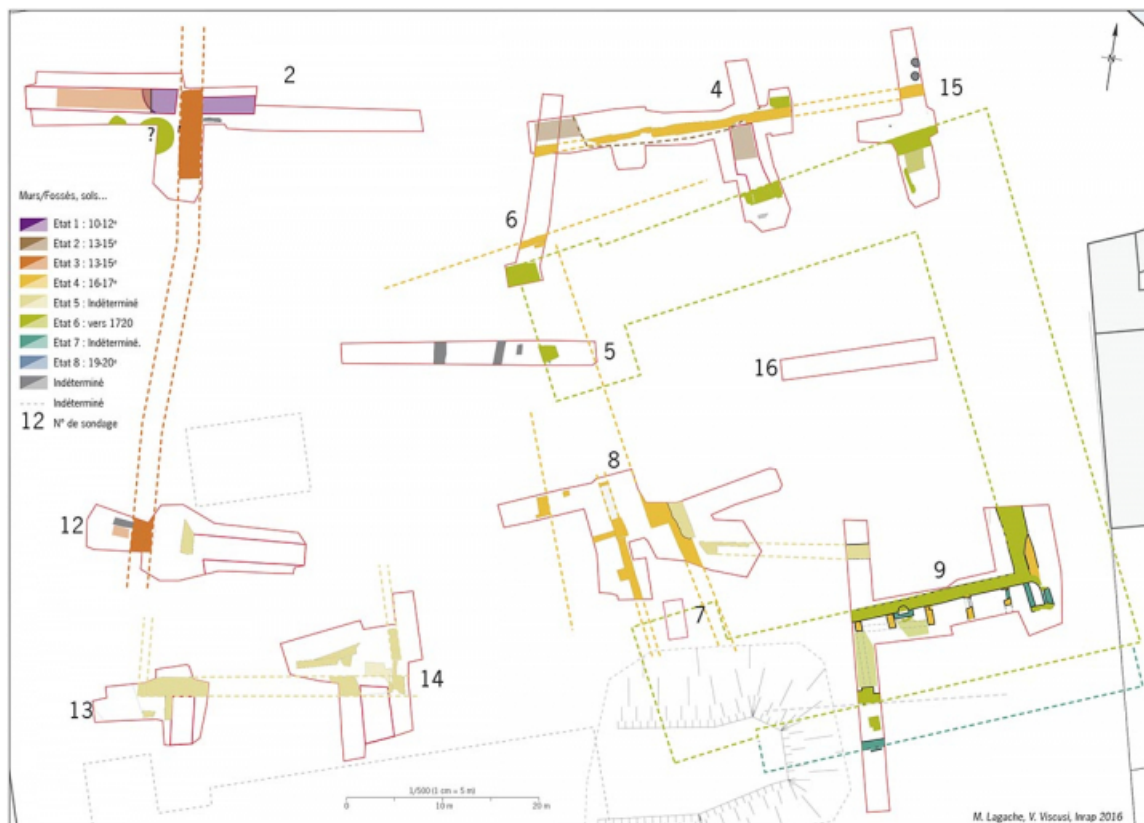 2
4
15
6
Murs/Fossés, sols...
Etat 1 : 10-12ᵉ
Etat 2 : 13-15ᵉ
Etat 3 : 13-15ᵉ
Etat 4 : 16-17ᵉ
Etat 5 : Indéterminé
Etat 6 : vers 1720
Etat 7 : Indéterminé.
Etat 8 : 19-20ᵉ
Indéterminé
Indéterminé
12 N° de sondage
?
N
5
16
8
12
9
7
14
13
1/500 (1 cm = 5 m)
0 10 m 20 m
M. Lagache, V. Viscusi, Inrap 2016